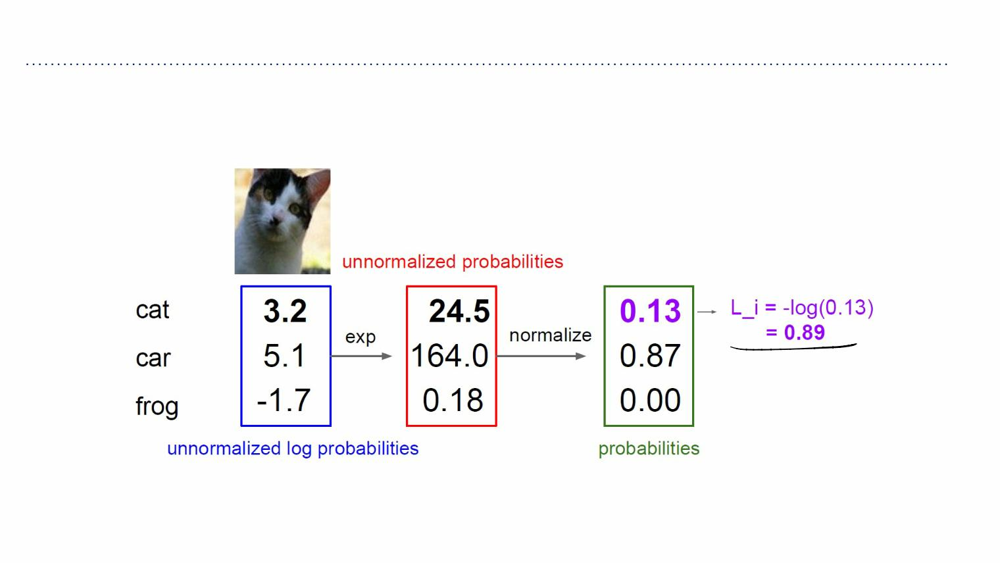 unnormalized probabilities
cat 3.2 24.5 0.13 L_i = -log(0.13)
= 0.89
exp normalize
car 5.1 164.0 0.87
frog -1.7 0.18 0.00
unnormalized log probabilities probabilities